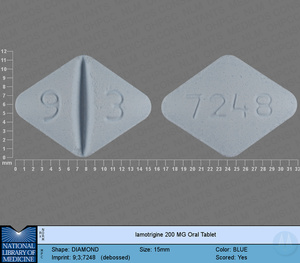 12
11
10
9
8
7
6
5
4
3
2
1
0
mm
9 3
7248
0 1 2 3 4 5 6 7 8 9 10 11 12 13 14 15 16 17 18 19 20 21 22 23 24 25 26 27 28 29 30 31 32
lamotrigine 200 MG Oral Tablet
NATIONAL
LIBRARY OF
MEDICINE
Shape: DIAMOND Size: 15mm Color: BLUE
Imprint: 9;3;7248 (debossed) Scored: Yes